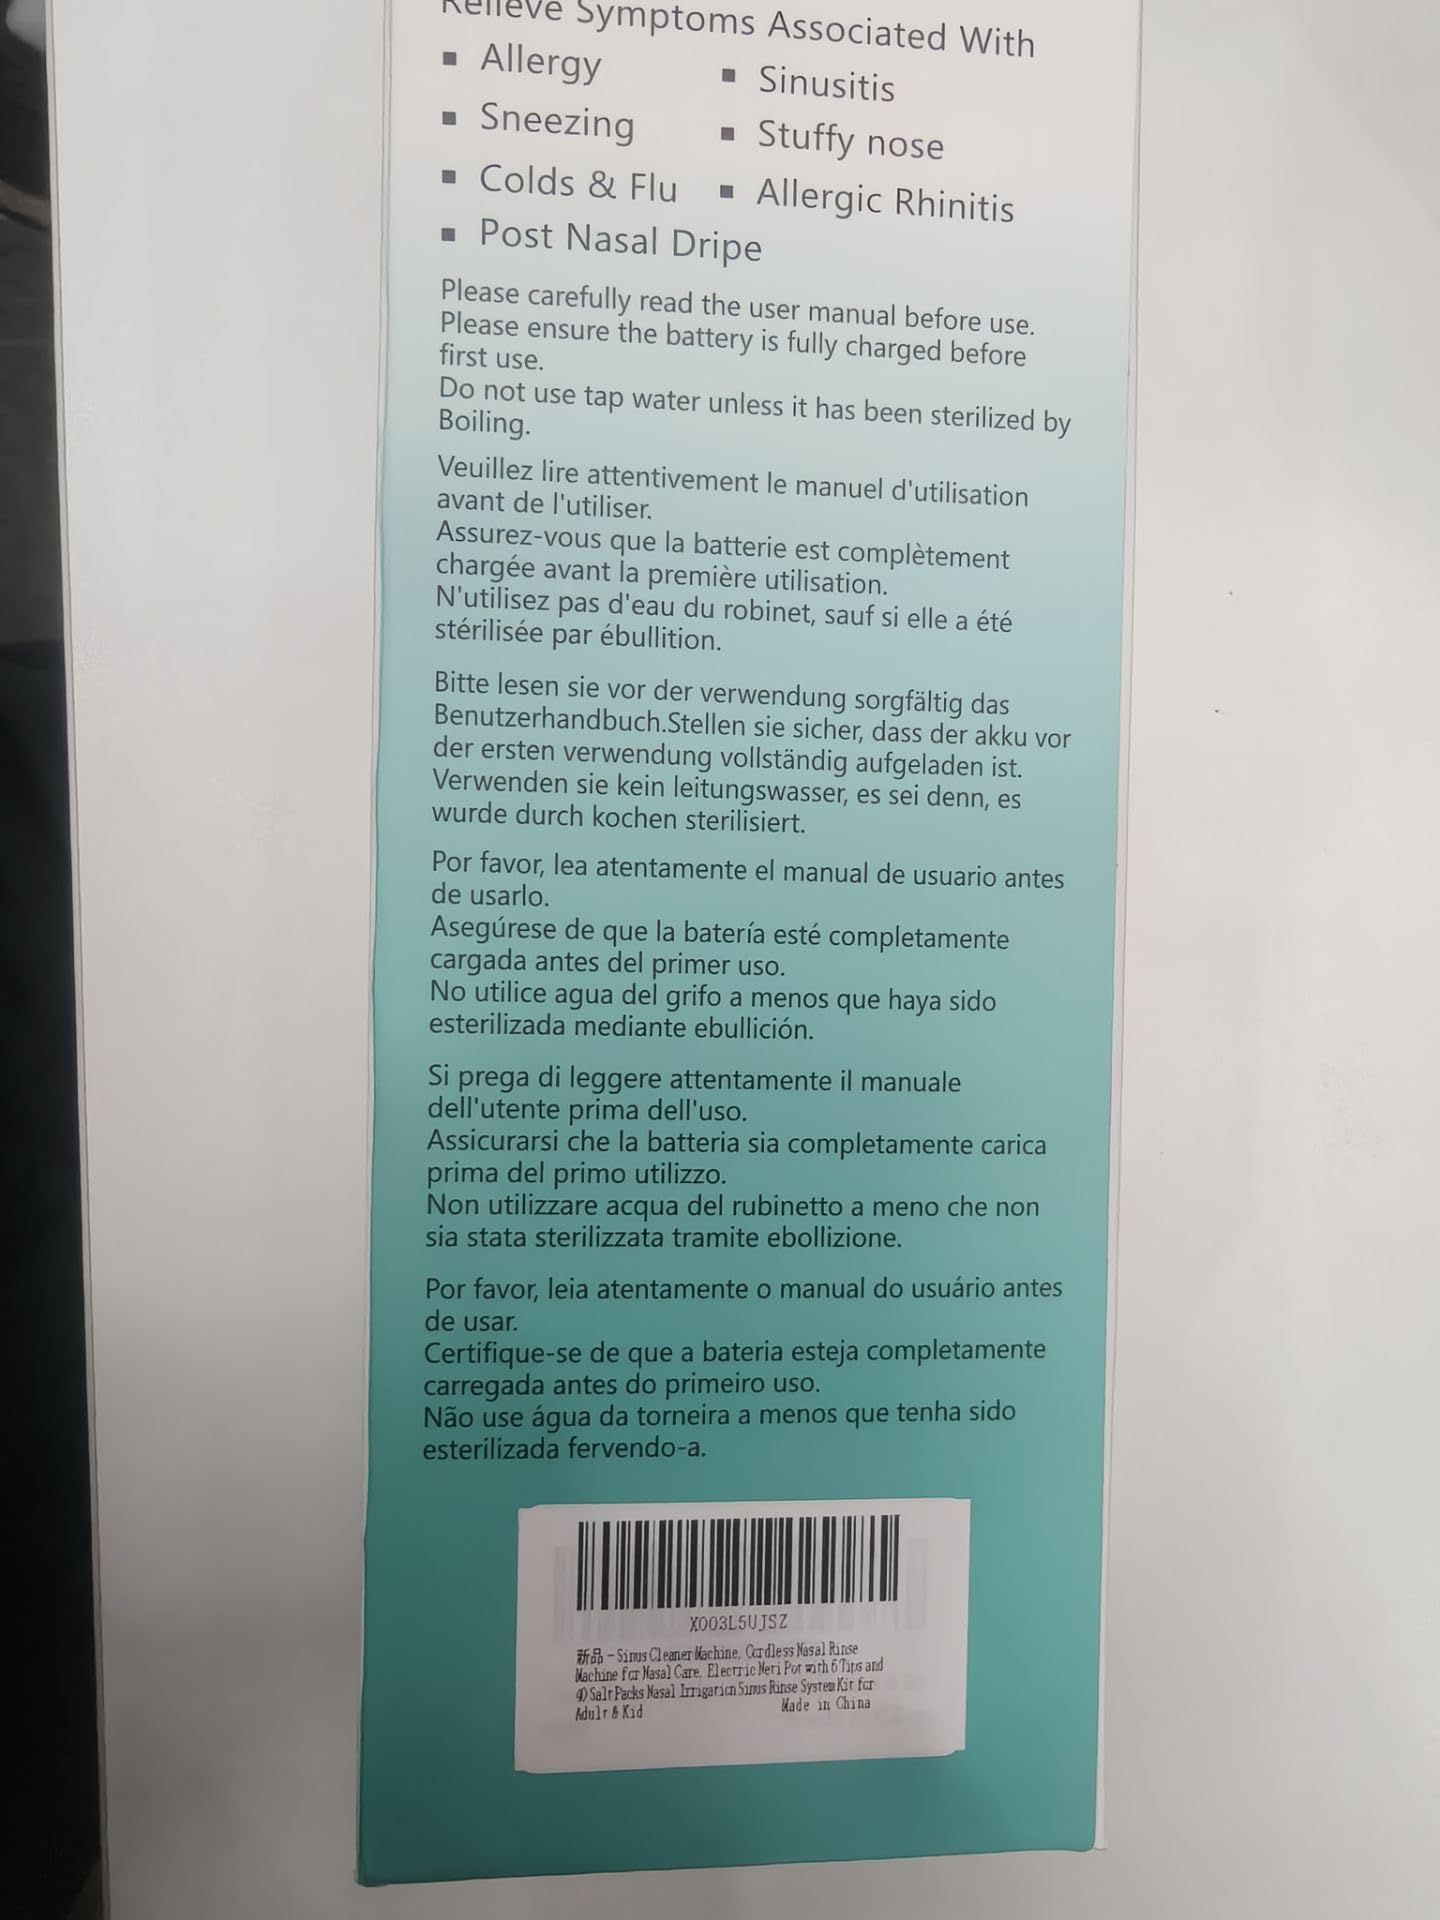 Relieve Symptoms Associated With
▪ Allergy
▪ Sinusitis
▪ Sneezing
▪ Stuffy nose
▪ Colds & Flu
▪ Allergic Rhinitis
▪ Post Nasal Dripe
Please carefully read the user manual before use.
Please ensure the battery is fully charged before
first use.
Do not use tap water unless it has been sterilized by
Boiling.
Veuillez lire attentivement le manuel d'utilisation
avant de l'utiliser.
Assurez-vous que la batterie est complètement
chargée avant la première utilisation.
N'utilisez pas d'eau du robinet, sauf si elle a été
stérilisée par ébullition.
Bitte lesen sie vor der verwendung sorgfältig das
Benutzerhandbuch.Stellen sie sicher, dass der akku vor
der ersten verwendung vollständig aufgeladen ist.
Verwenden sie kein leitungswasser, es sei denn, es
wurde durch kochen sterilisiert.
Por favor, lea atentamente el manual de usuario antes
de usarlo.
Asegúrese de que la batería esté completamente
cargada antes del primer uso.
No utilice agua del grifo a menos que haya sido
esterilizada mediante ebullición.
Si prega di leggere attentamente il manuale
dell'utente prima dell'uso.
Assicurarsi che la batteria sia completamente carica
prima del primo utilizzo.
Non utilizzare acqua del rubinetto a meno che non
sia stata sterilizzata tramite ebollizione.
Por favor, leia atentamente o manual do usuário antes
de usar.
Certifique-se de que a bateria esteja completamente
carregada antes do primeiro uso.
Não use água da torneira a menos que tenha sido
esterilizada fervendo-a.
X003L5UJSZ
新品 - Sinus Cleaner Machine, Cordless Nasal Rinse
Machine for Nasal Care, Electric Neti Pot with 6 Tips and
40 Salt Packs Nasal Irrigation Sinus Rinse System Kit for
Adult & Kid Made in China